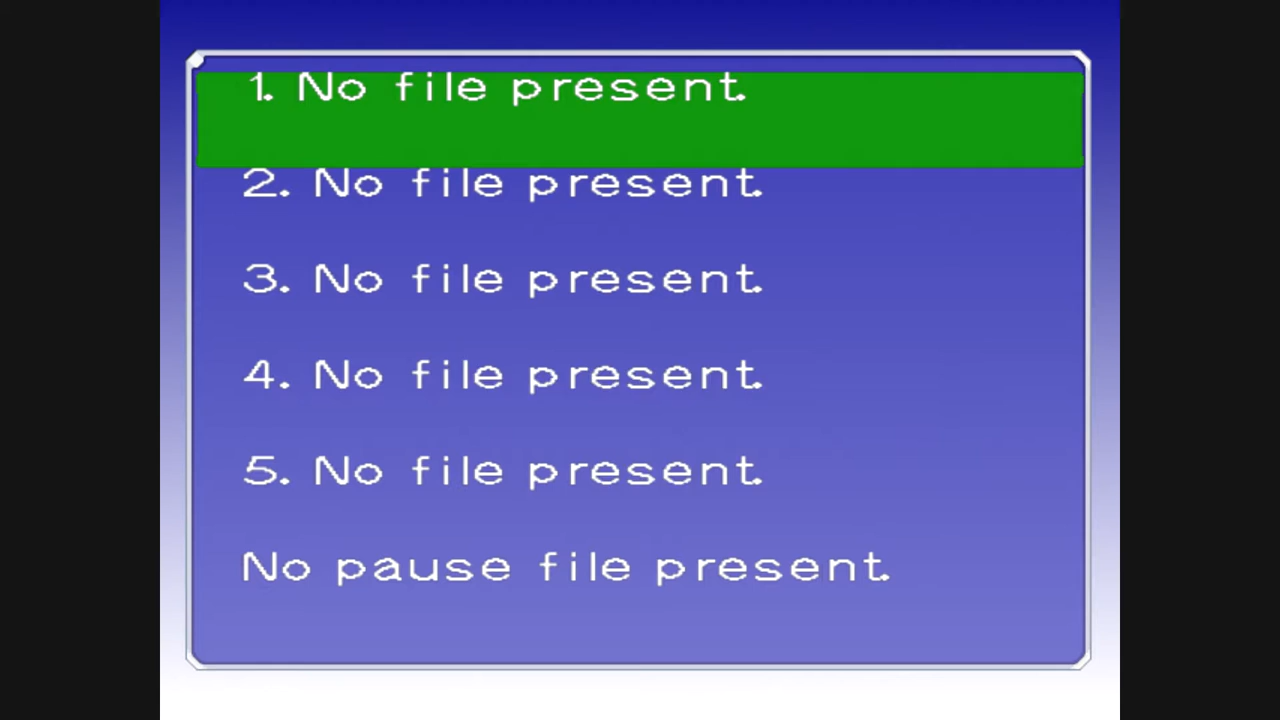 1. No file present.
2. No file present.
3. No file present.
4. No file present.
5. No file present.
No pause file present.